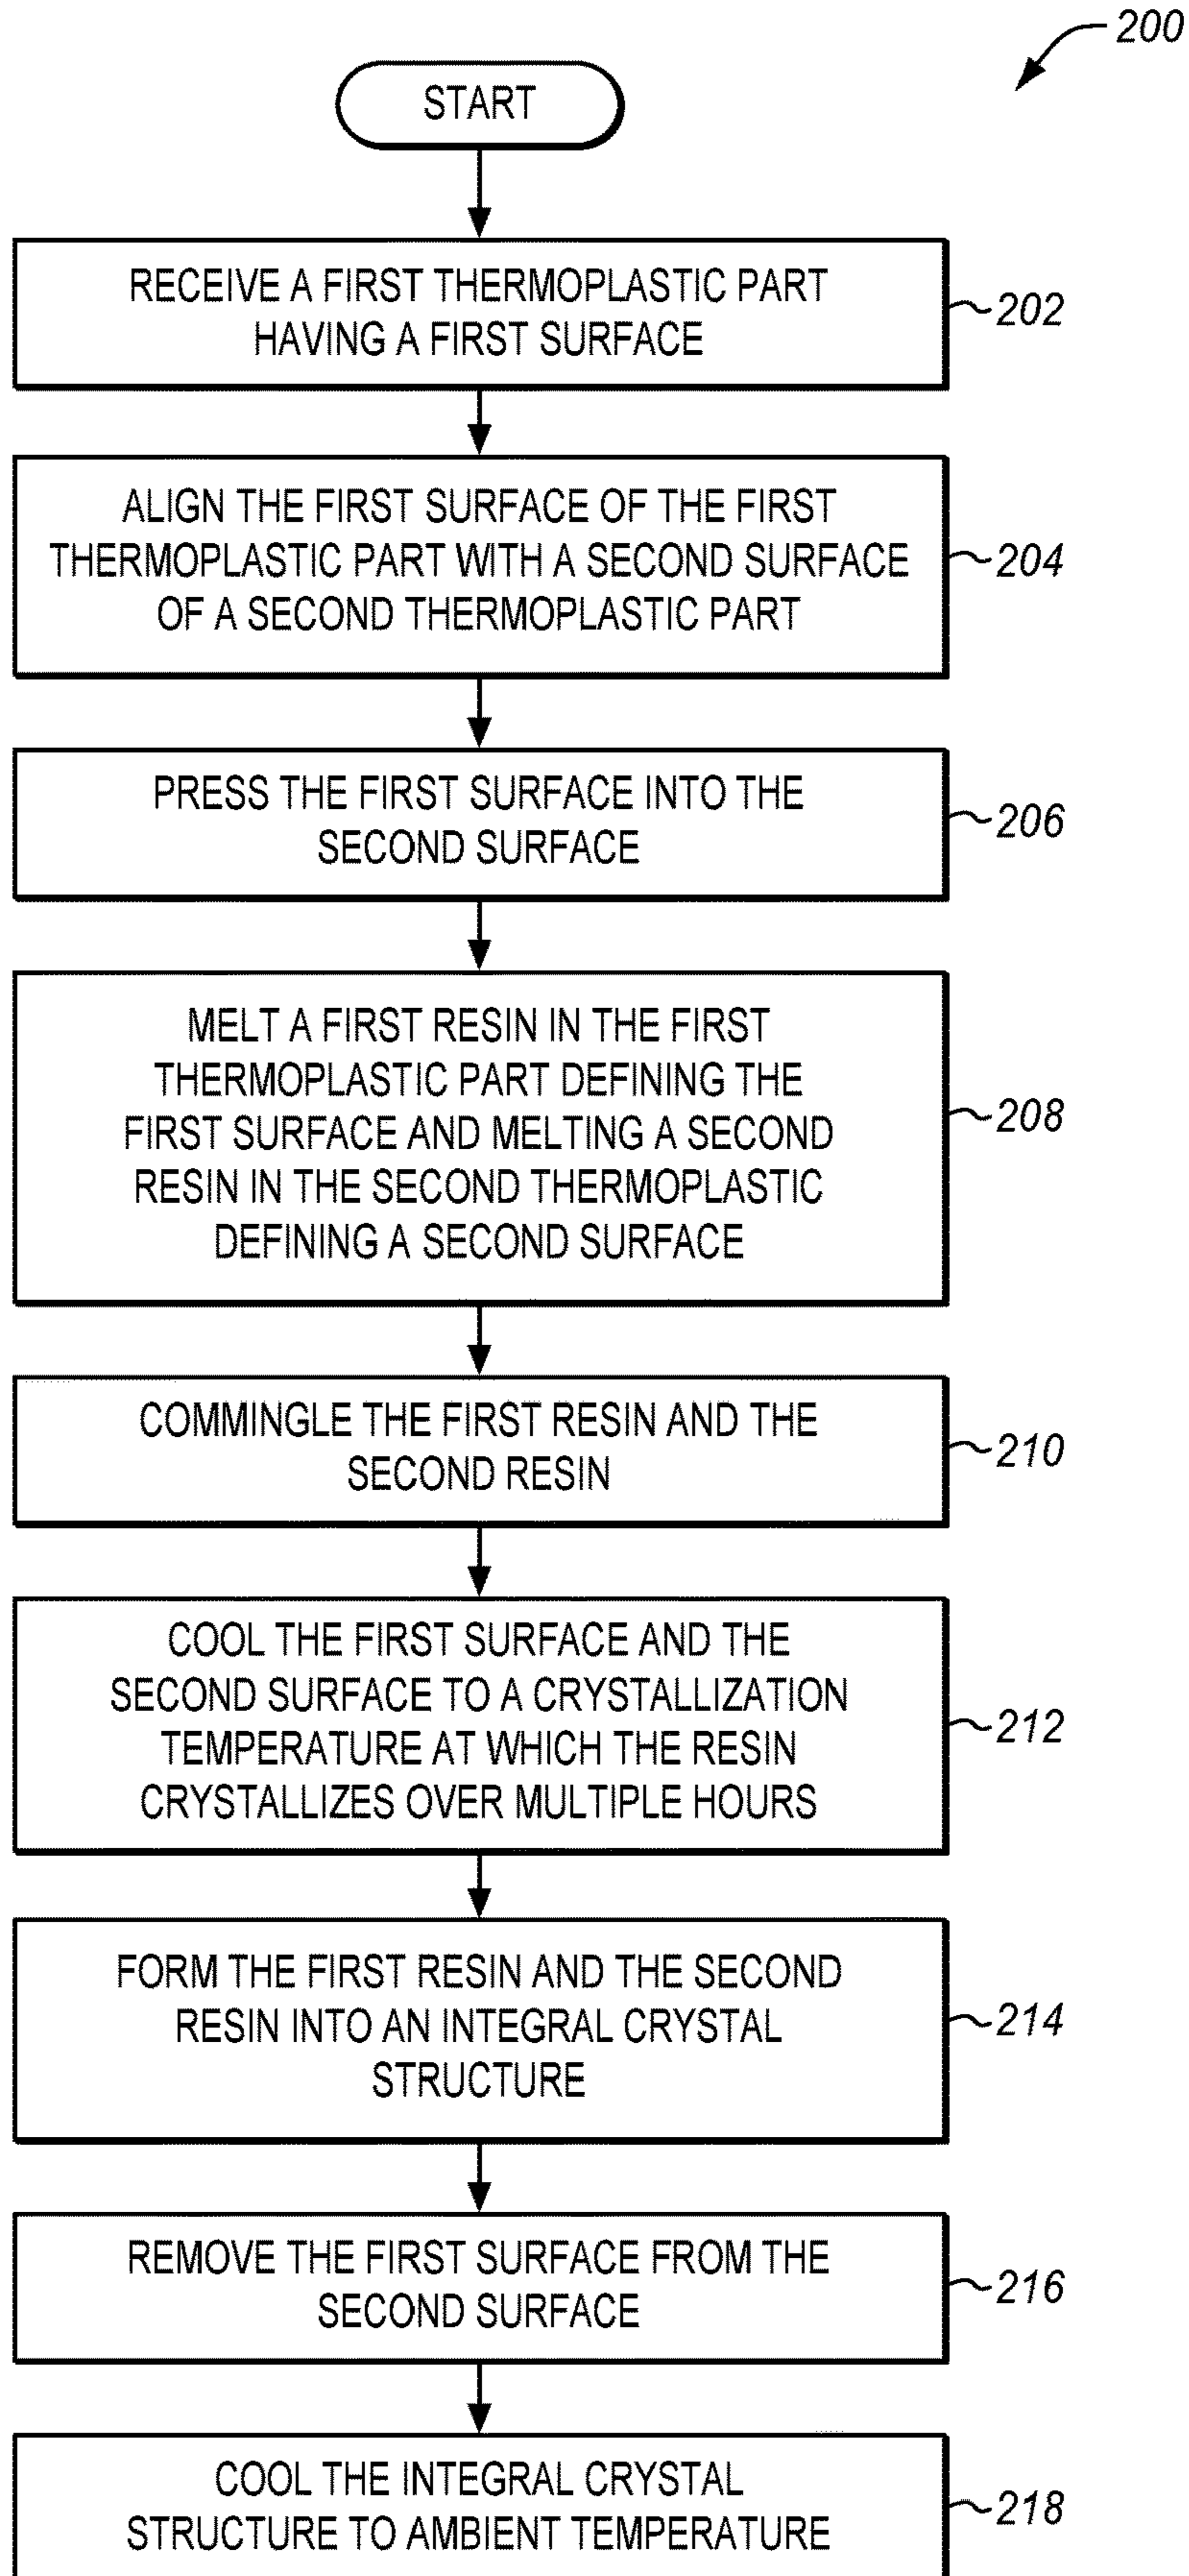 200
START
RECEIVE A FIRST THERMOPLASTIC PART
HAVING A FIRST SURFACE
202
ALIGN THE FIRST SURFACE OF THE FIRST
THERMOPLASTIC PART WITH A SECOND SURFACE
OF A SECOND THERMOPLASTIC PART
204
PRESS THE FIRST SURFACE INTO THE
SECOND SURFACE
206
MELT A FIRST RESIN IN THE FIRST
THERMOPLASTIC PART DEFINING THE
FIRST SURFACE AND MELTING A SECOND
RESIN IN THE SECOND THERMOPLASTIC
DEFINING A SECOND SURFACE
208
COMMINGLE THE FIRST RESIN AND THE
SECOND RESIN
210
COOL THE FIRST SURFACE AND THE
SECOND SURFACE TO A CRYSTALLIZATION
TEMPERATURE AT WHICH THE RESIN
CRYSTALLIZES OVER MULTIPLE HOURS
212
FORM THE FIRST RESIN AND THE SECOND
RESIN INTO AN INTEGRAL CRYSTAL
STRUCTURE
214
REMOVE THE FIRST SURFACE FROM THE
SECOND SURFACE
216
COOL THE INTEGRAL CRYSTAL
STRUCTURE TO AMBIENT TEMPERATURE
218